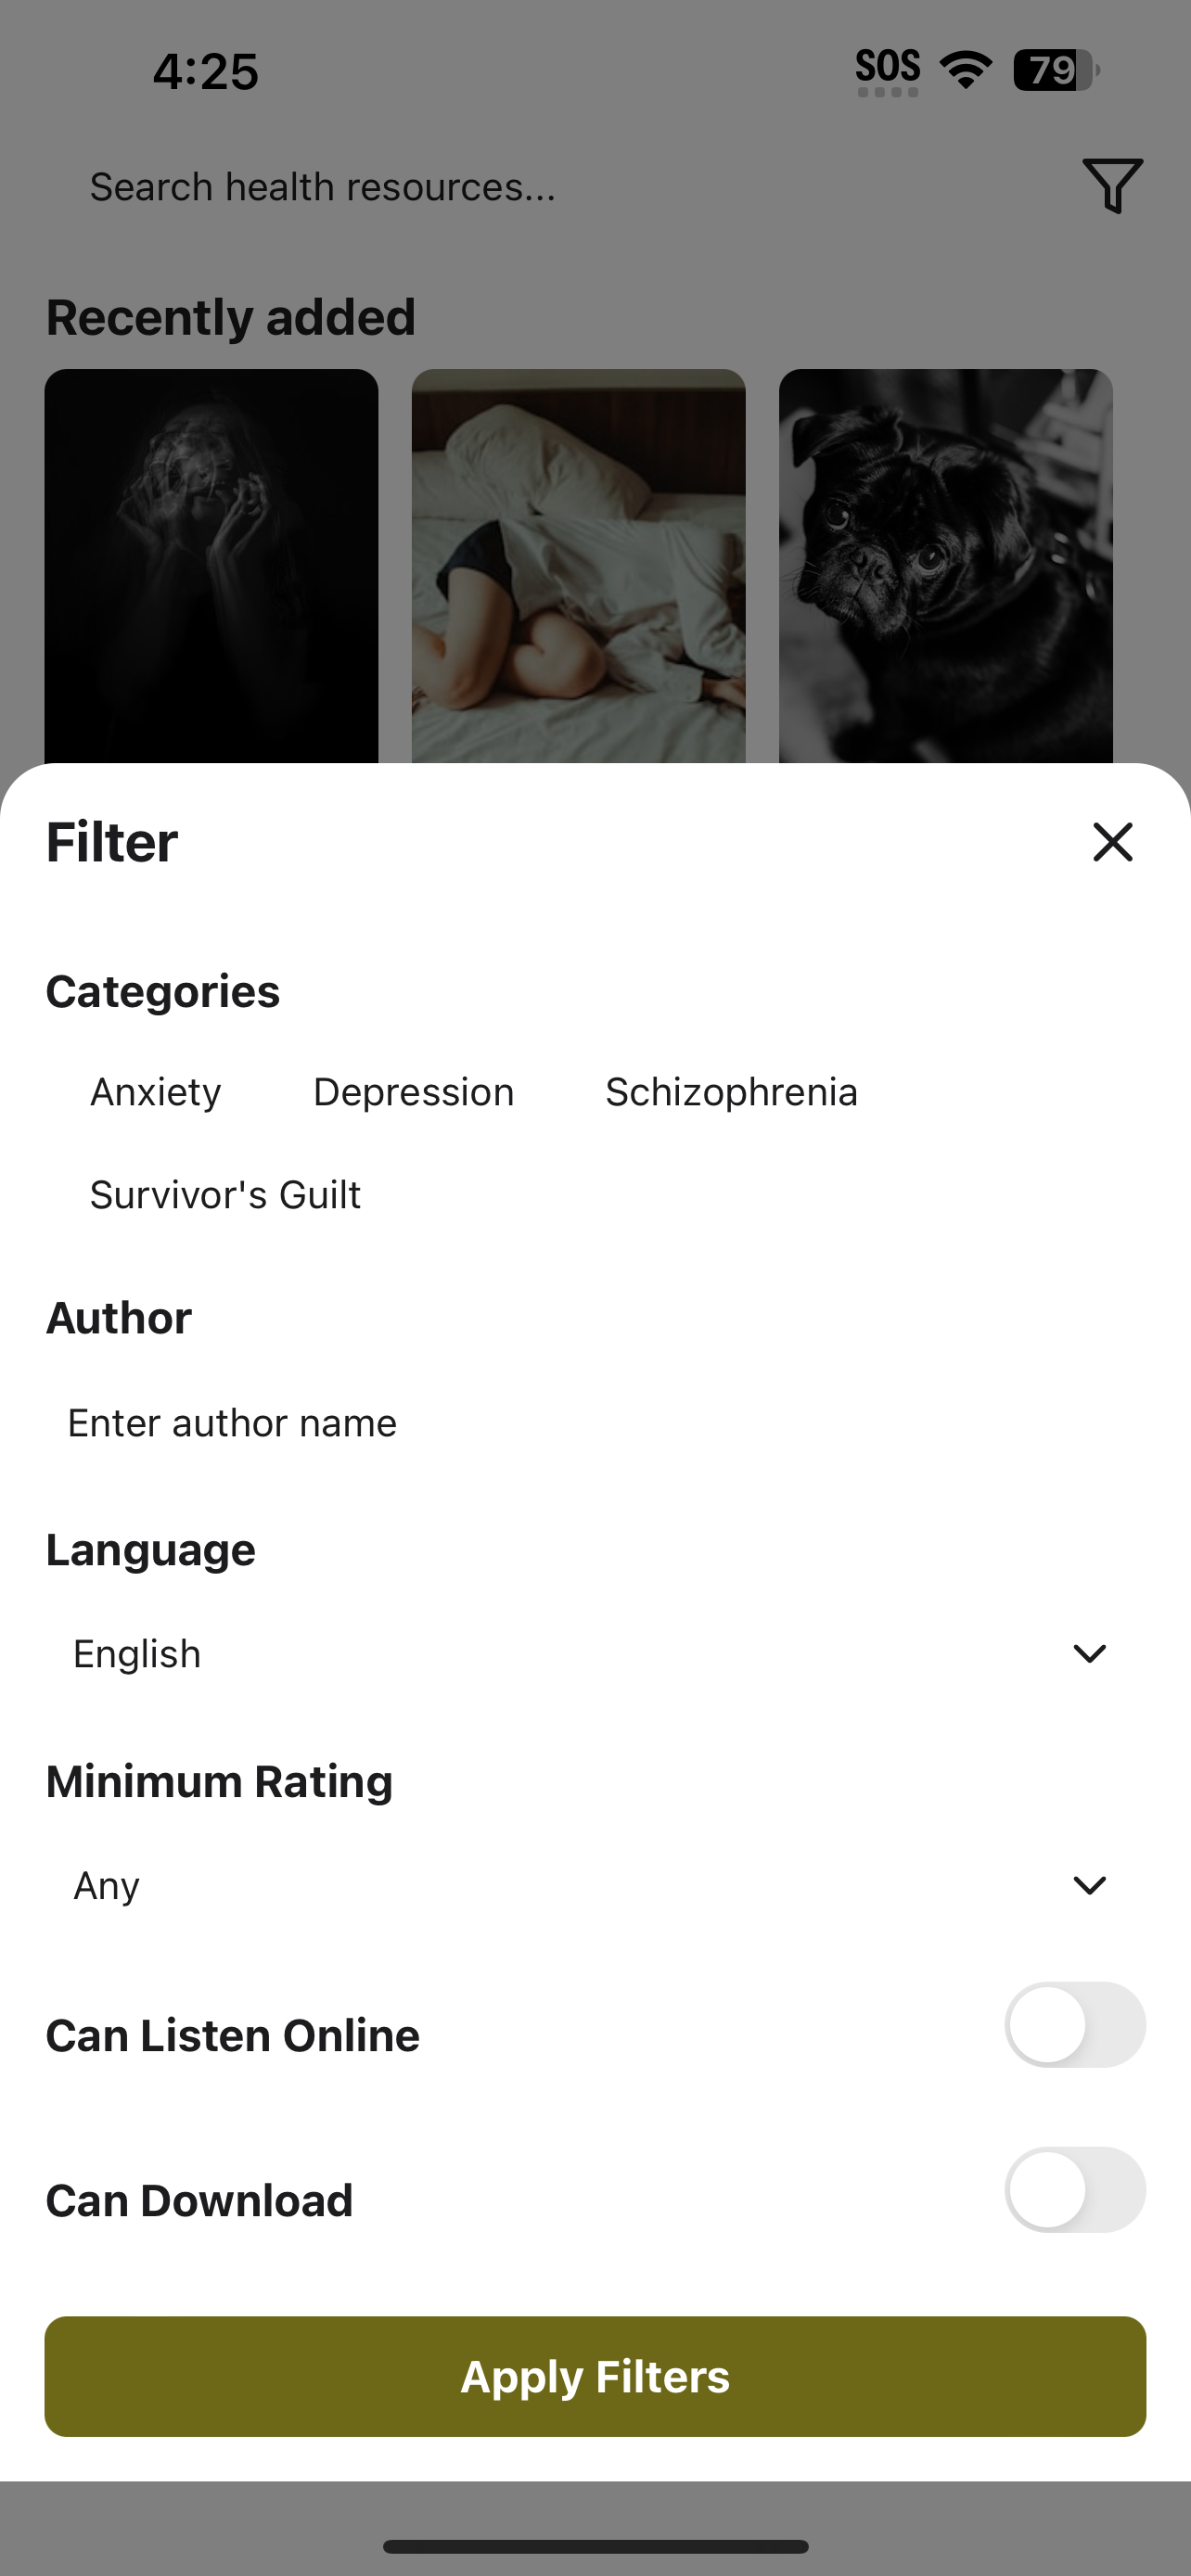 4:25
SOS
79
Search health resources...
Recently added
Filter
Categories
Anxiety Depression Schizophrenia
Survivor's Guilt
Author
Enter author name
Language
English
Minimum Rating
Any
Can Listen Online
Can Download
Apply Filters